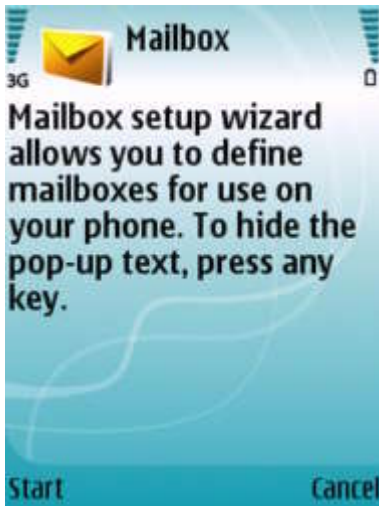 Mailbox
3G
Mailbox setup wizard
allows you to define
mailboxes for use on
your phone. To hide the
pop-up text, press any
key.
Start Cancel